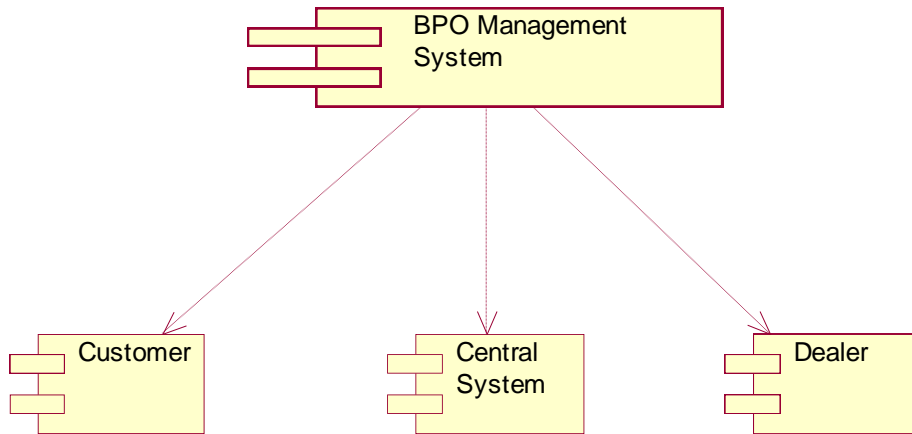 BPO Management
System
Customer
Central
System
Dealer